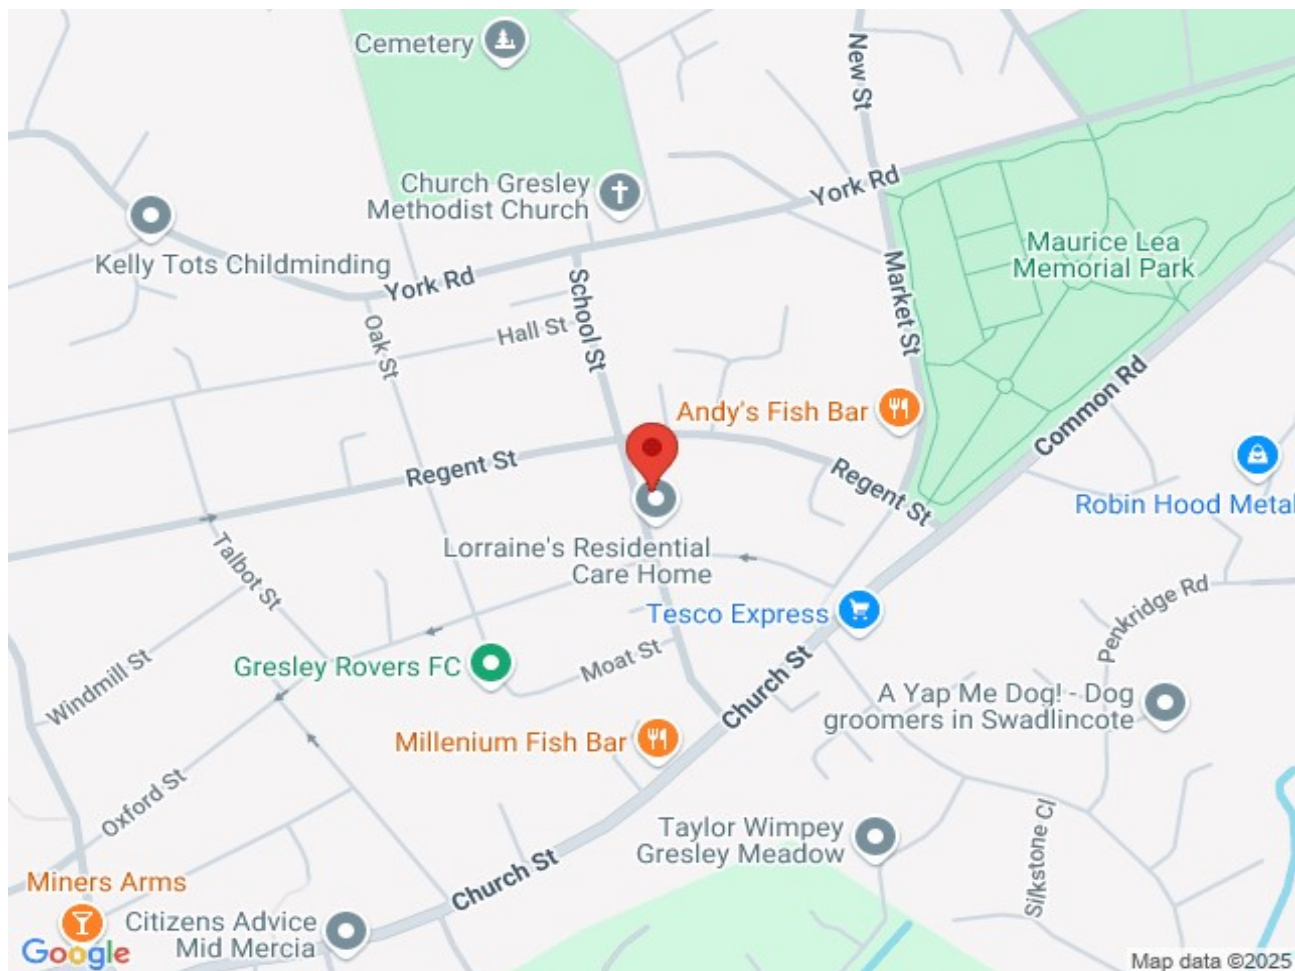 Cemetery
New St
Church Gresley
Methodist Church
York Rd
Maurice Lea
Memorial Park
Kelly Tots Childminding
York Rd
School St
Market St
Hall St
Oak St
Common Rd
Andy's Fish Bar
Regent St
Regent St
Robin Hood Metal
Lorraine's Residential
Care Home
Talbot St
Tesco Express
Penkridge Rd
Windmill St
Gresley Rovers FC
Moat St
Church St
A Yap Me Dog! - Dog
groomers in Swadlincote
Millenium Fish Bar
Oxford St
Taylor Wimpey
Gresley Meadow
Silkstone Cl
Church St
Miners Arms
Citizens Advice
Mid Mercia
Google
Map data ©2025